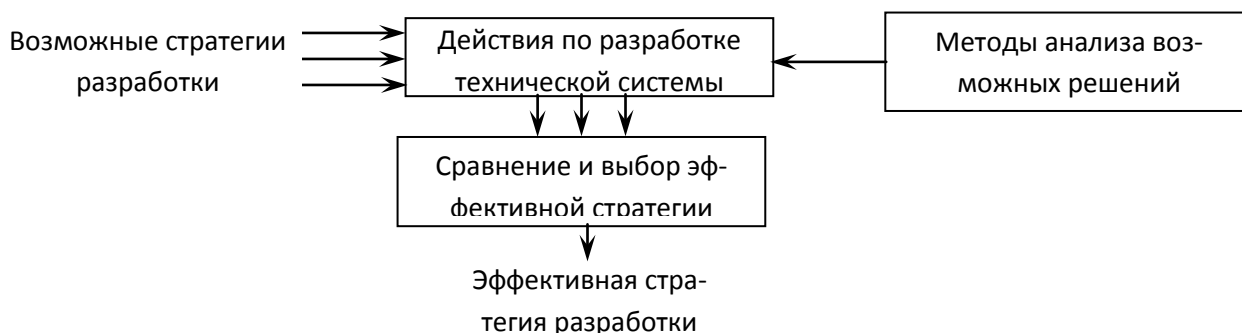 Возможные стратегии
разработки
Действия по разработке
технической системы
Методы анализа воз-
можных решений
Сравнение и выбор эф-
фективной стратегии
Эффективная стра-
тегия разработки